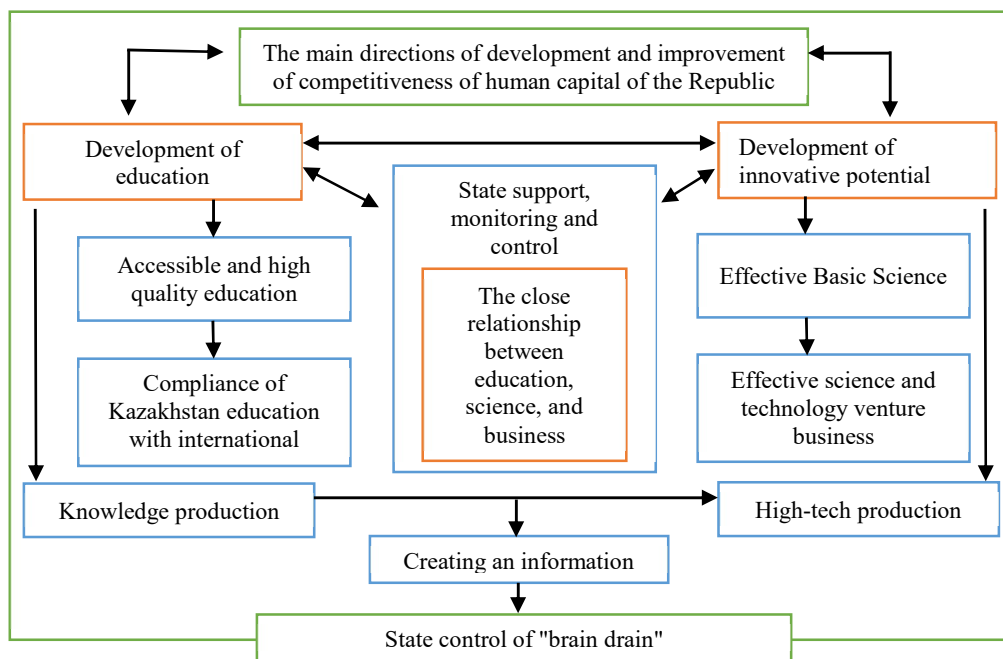 The main directions of development and improvement
of competitiveness of human capital of the Republic
Development of
education
Development of
innovative potential
State support,
monitoring and
control
Accessible and high
quality education
Effective Basic Science
The close
relationship
between
education,
science, and
business
Compliance of
Kazakhstan education
with international
Effective science and
technology venture
business
Knowledge production
High-tech production
Creating an information
State control of "brain drain"